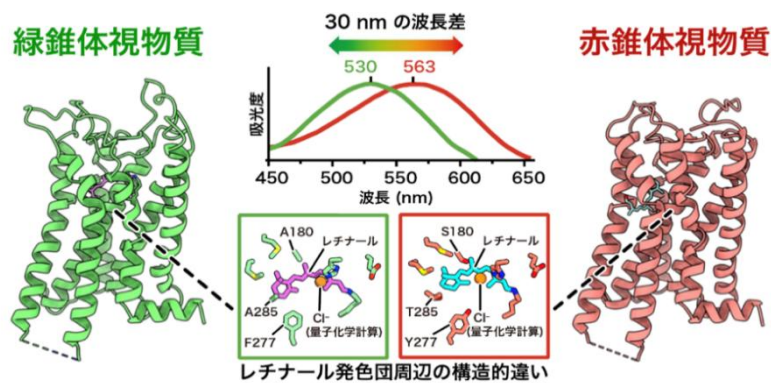 緑錐体視物質
30 nm の波長差
赤錐体視物質
530
563
吸光度
450
500
550
600
650
波長 (nm)
A180
レチナール
A285
F277
Cl⁻
(量子化学計算)
S180
レチナール
T285
Y277
Cl⁻
(量子化学計算)
レチナール発色団周辺の構造的違い